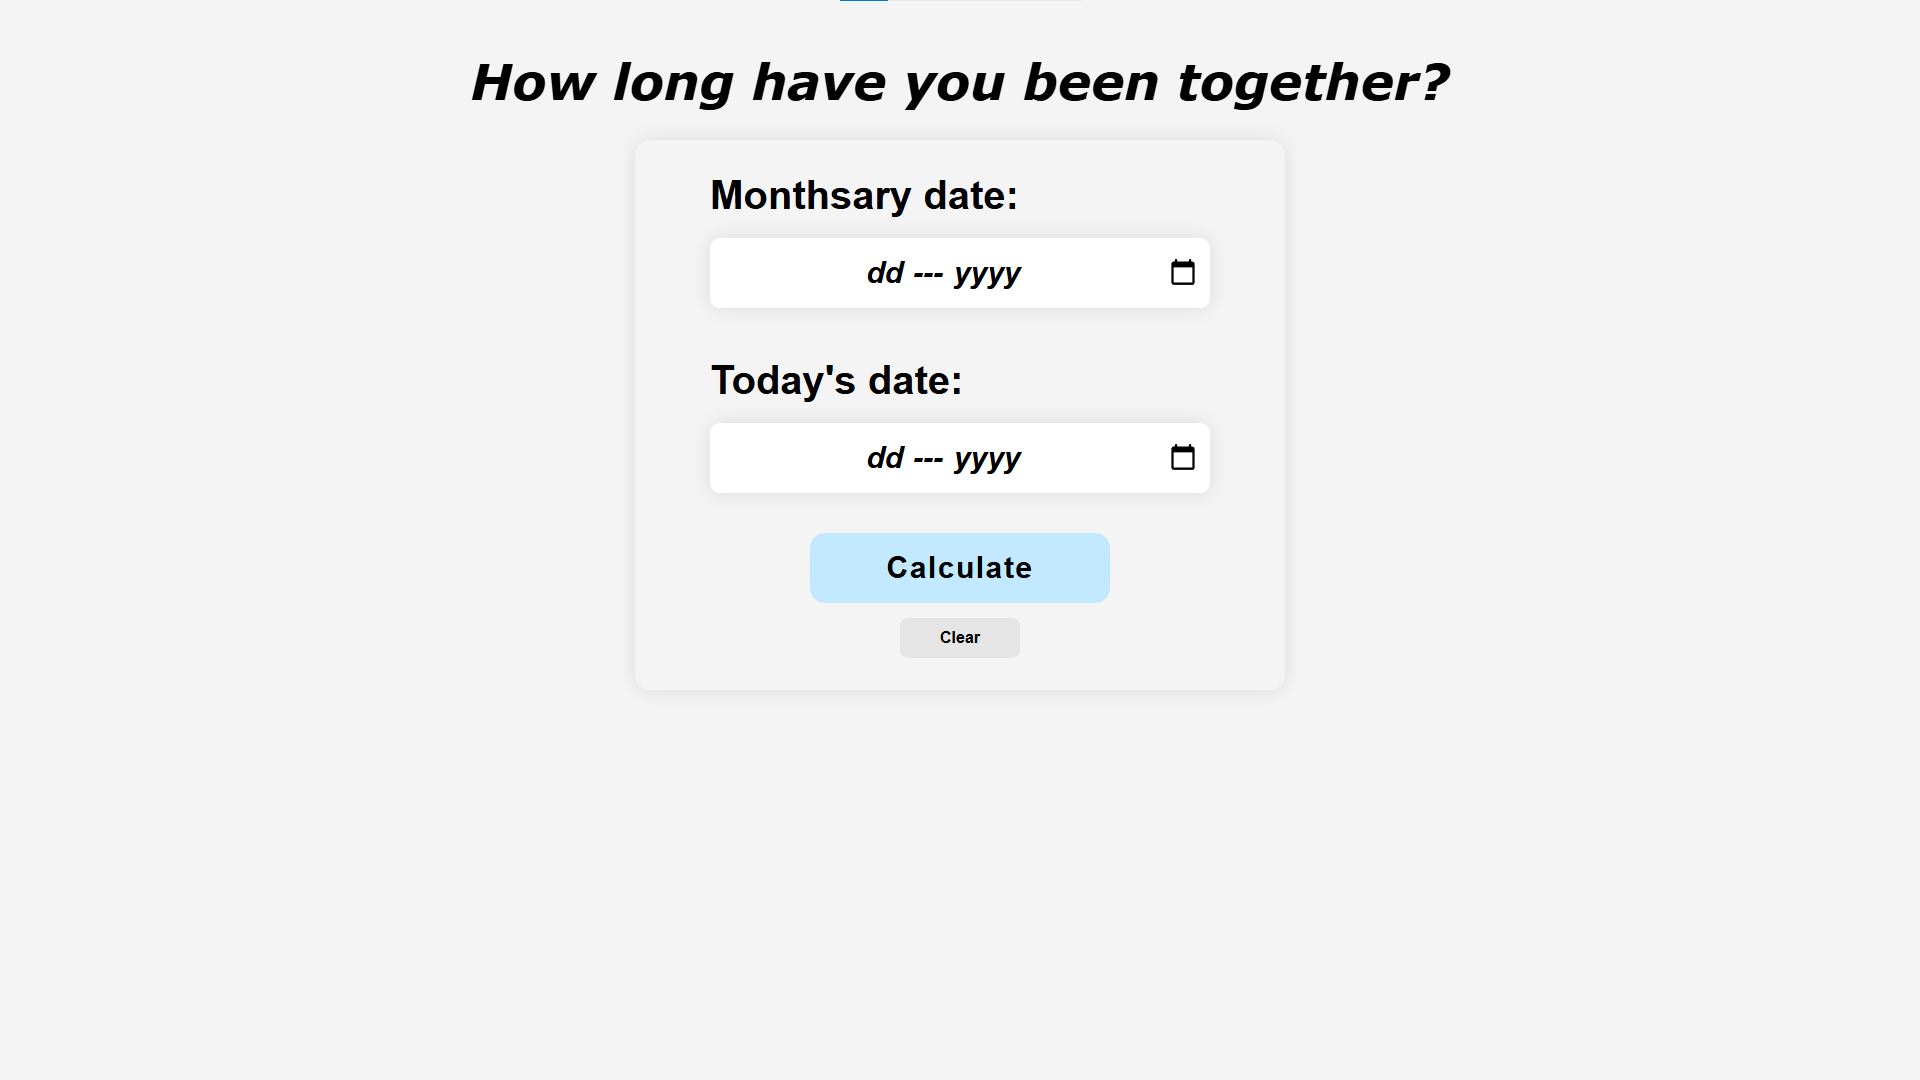 How long have you been together?
Monthsary date:
dd --- yyyy
Today's date:
dd --- yyyy
Calculate
Clear